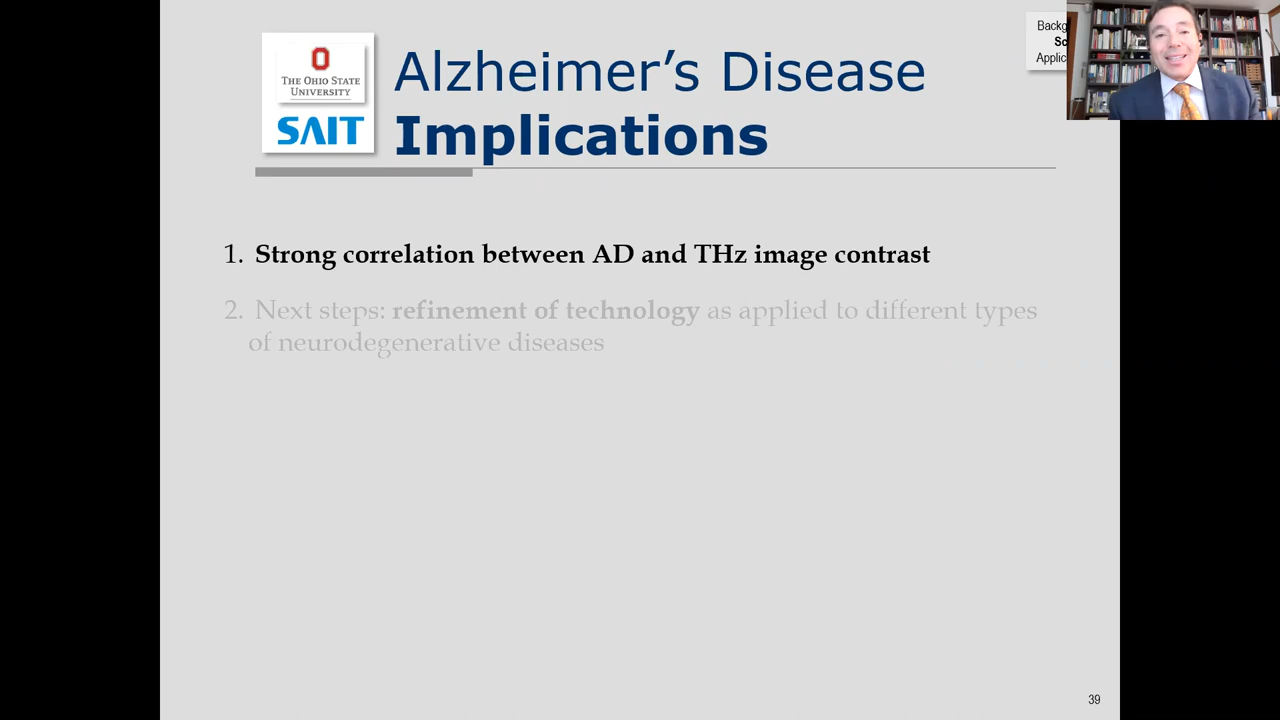 THE OHIO STATE
UNIVERSITY
SAIT
Alzheimer’s Disease
Implications
1. Strong correlation between AD and THz image contrast
2. Next steps: refinement of technology as applied to different types
of neurodegenerative diseases
39